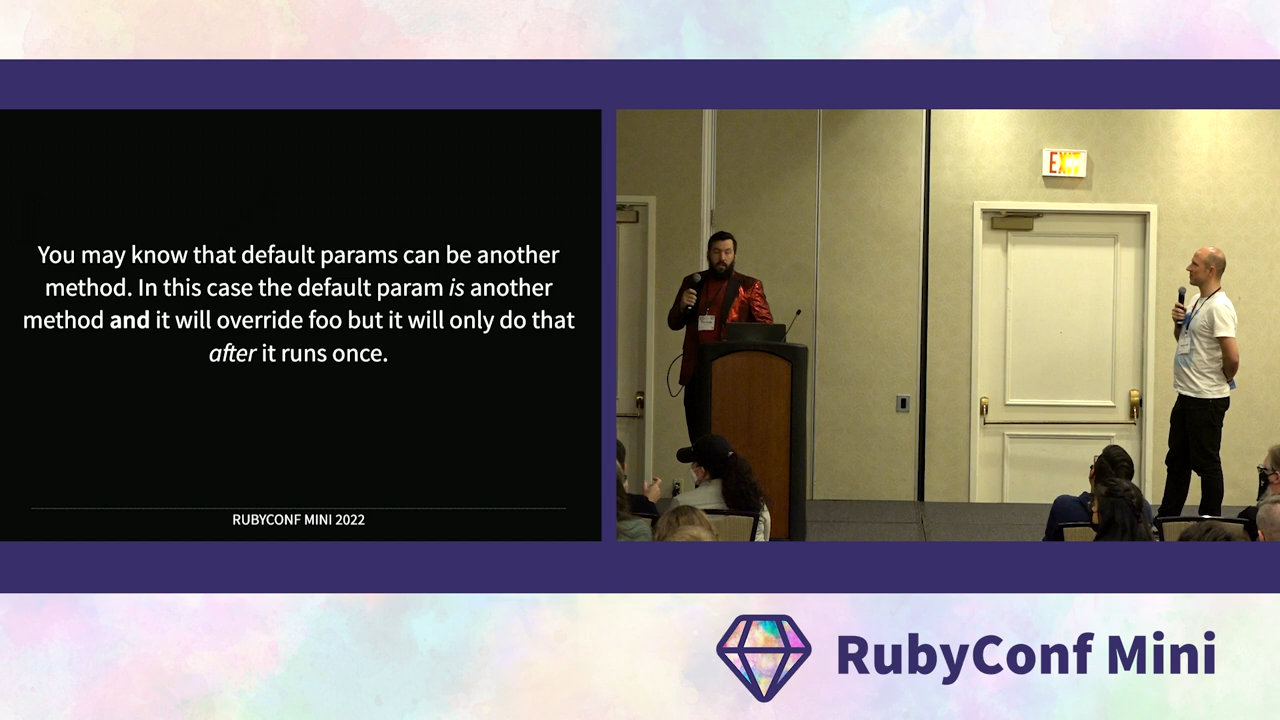 You may know that default params can be another
method. In this case the default param is another
method and it will override foo but it will only do that
after it runs once.
RUBYCONF MINI 2022
EXIT
RubyConf Mini